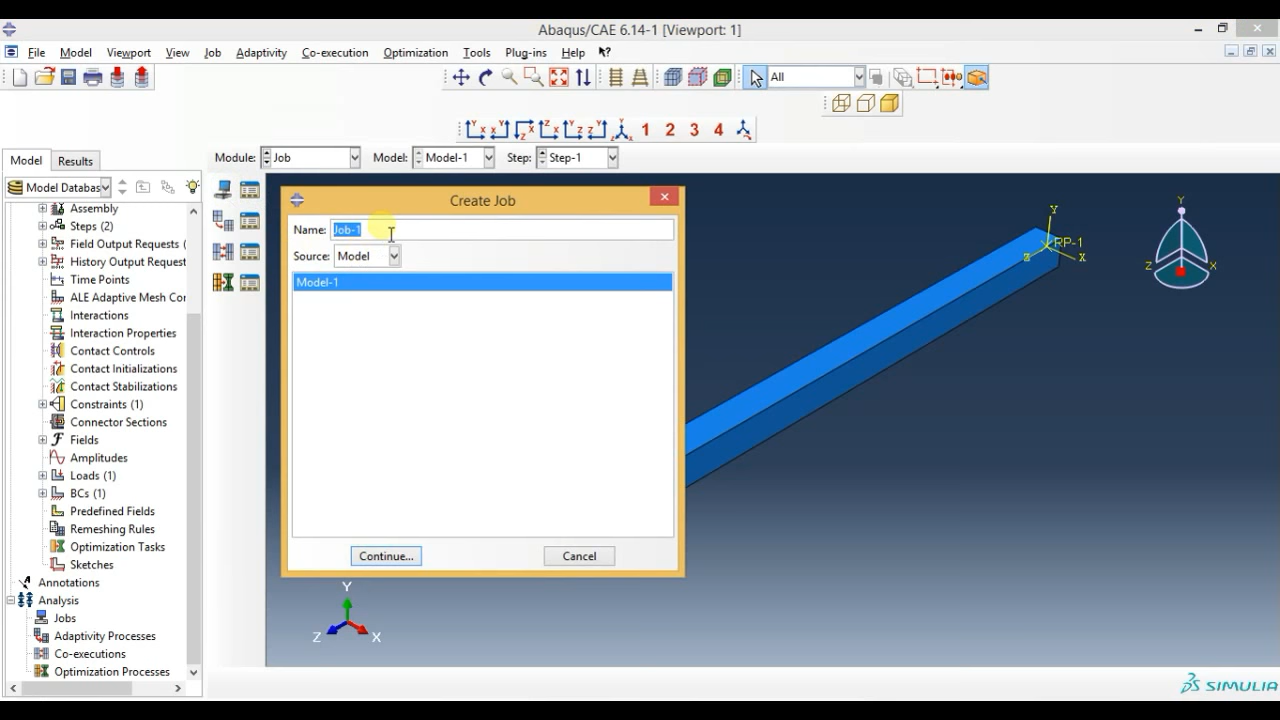 Abaqus/CAE 6.14-1 [Viewport: 1]
File Model Viewport View Job Adaptivity Co-execution Optimization Tools Plug-ins Help
All
1 2 3 4
Model Results
Module: Job Model: Model-1 Step: Step-1
Model Databas
Assembly
Steps (2)
Field Output Requests (
History Output Request
Time Points
ALE Adaptive Mesh Cor
Interactions
Interaction Properties
Contact Controls
Contact Initializations
Contact Stabilizations
Constraints (1)
Connector Sections
Fields
Amplitudes
Loads (1)
BCs (1)
Predefined Fields
Remeshing Rules
Optimization Tasks
Sketches
Annotations
Analysis
Jobs
Adaptivity Processes
Co-executions
Optimization Processes
Create Job
Name: Job-1
Source: Model
Model-1
Continue... Cancel
Y
RP-1
Z X
Y
Z X
Y
Z X
SIMULIA